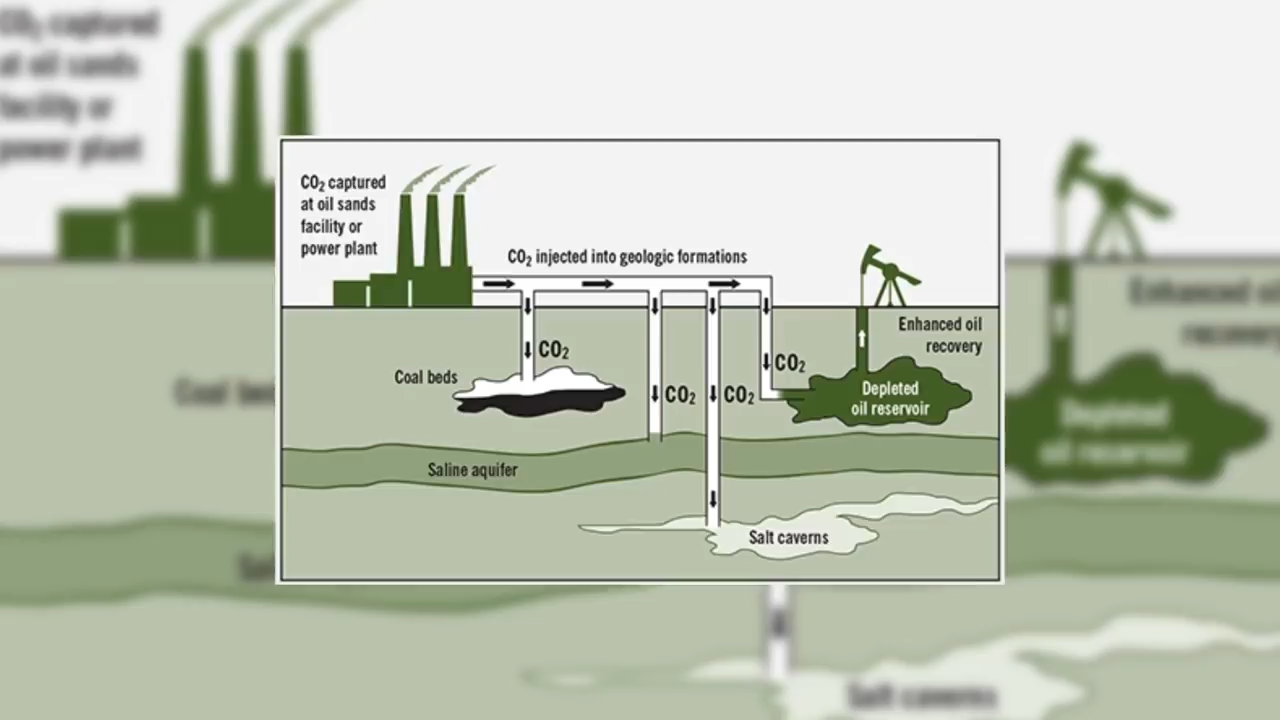 CO₂ captured
at oil sands
facility or
power plant
CO₂ injected into geologic formations
Enhanced oil
recovery
CO₂
Coal beds
CO₂
CO₂
CO₂
Depleted
oil reservoir
Saline aquifer
Salt caverns